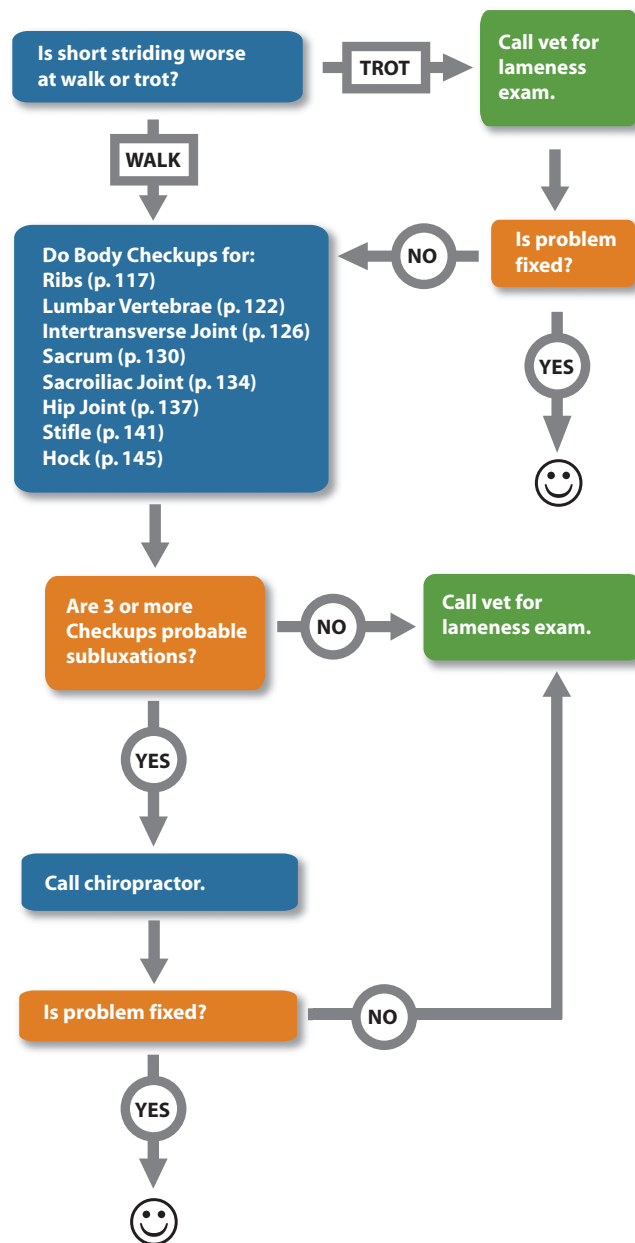 Is short striding worse
at walk or trot?
TROT
Call vet for
lameness
exam.
WALK
Do Body Checkups for:
Ribs (p. 117)
Lumbar Vertebrae (p. 122)
Intertransverse Joint (p. 126)
Sacrum (p. 130)
Sacroiliac Joint (p. 134)
Hip Joint (p. 137)
Stifle (p. 141)
Hock (p. 145)
NO
Is problem
fixed?
YES
Are 3 or more
Checkups probable
subluxations?
NO
Call vet for
lameness exam.
YES
Call chiropractor.
Is problem fixed?
NO
YES